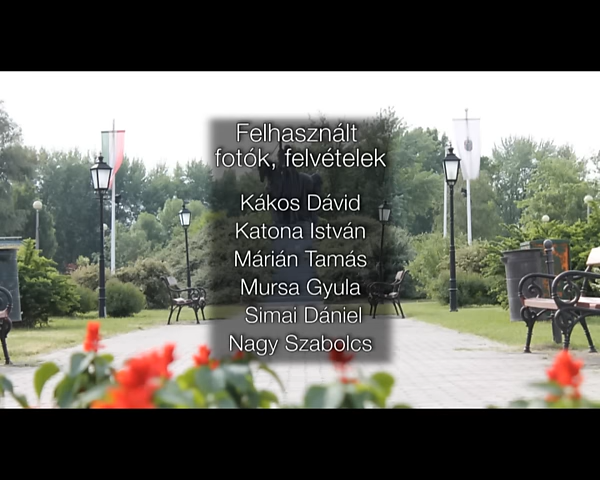 Felhasznált
fotók, felvételek
Kákos Dávid
Katona István
Márián Tamás
Mursa Gyula
Simai Dániel
Nagy Szabolcs